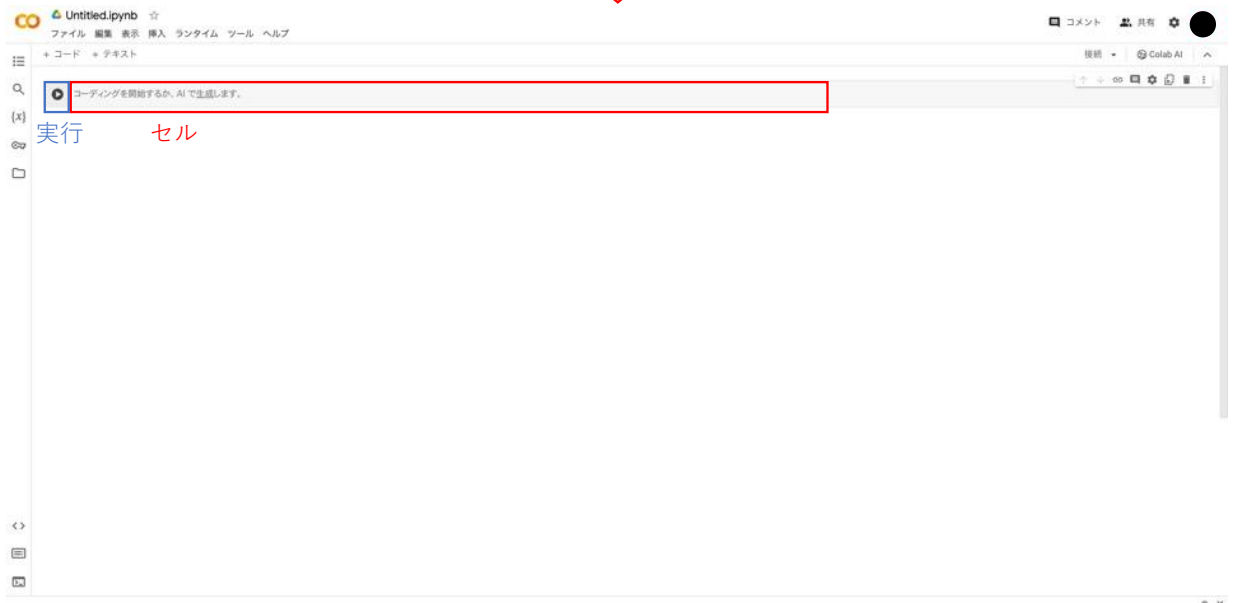 Untitled.ipynb
コメント 共有
ファイル 編集 表示 挿入 ランタイム ツール ヘルプ
+ コード + テキスト 接続 Colab AI
コーディングを開始するか、AI で生成します。
{x}
実行 セル